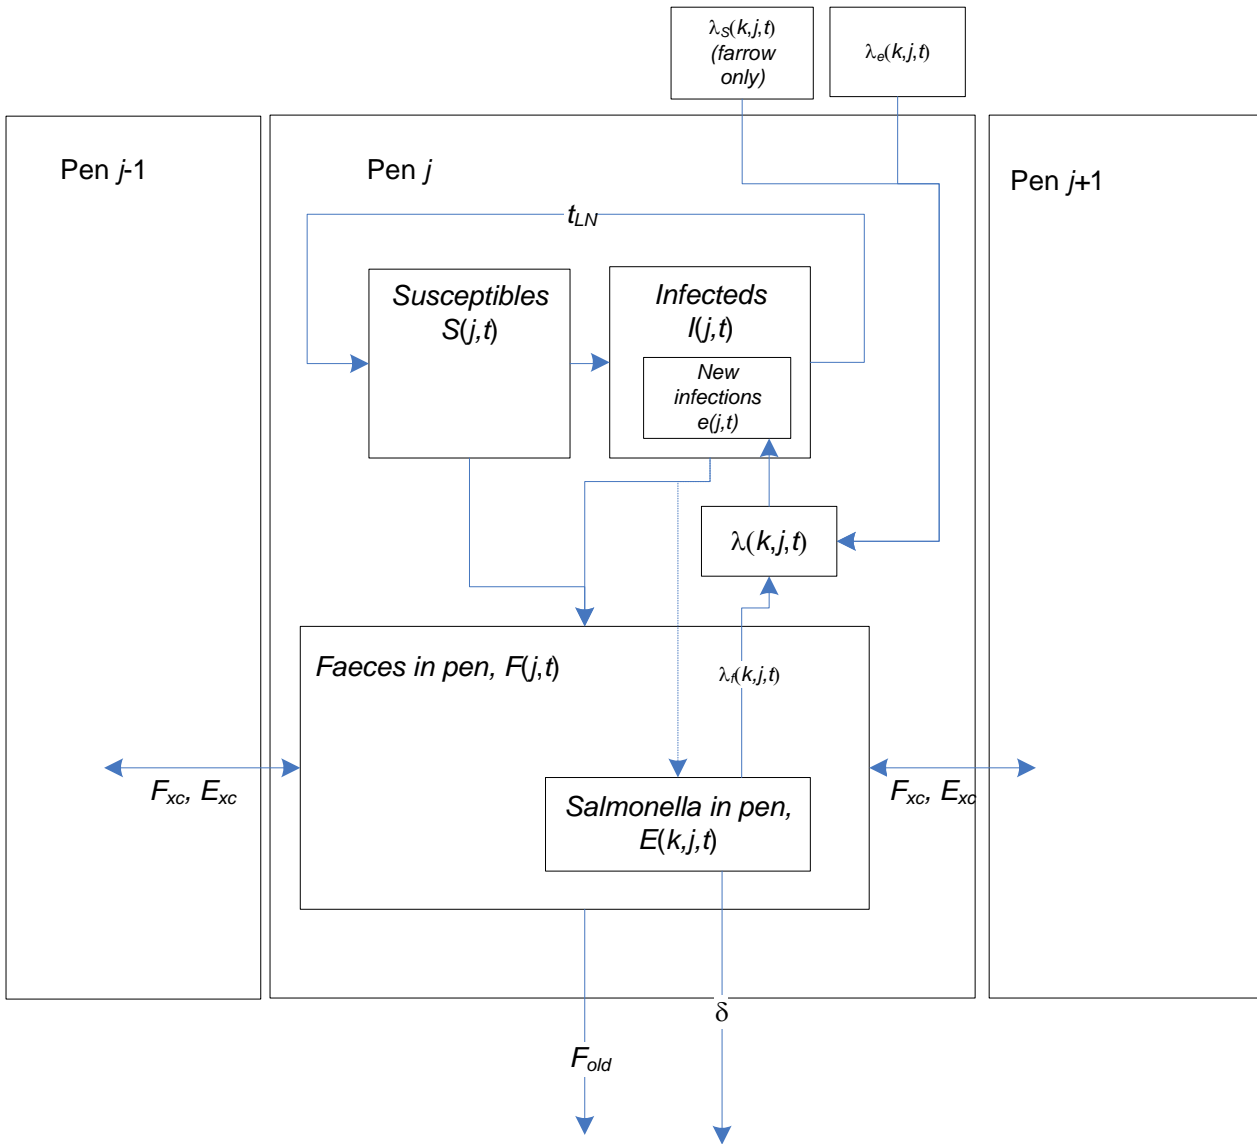 λS(k,j,t)
(farrow
only)
λe(k,j,t)
Pen j-1
Pen j
Pen j+1
tLN
Susceptibles
S(j,t)
Infecteds
I(j,t)
New
infections
e(j,t)
λ(k,j,t)
Faeces in pen, F(j,t)
λf(k,j,t)
Fxc, Exc
Fxc, Exc
Salmonella in pen,
E(k,j,t)
δ
Fold